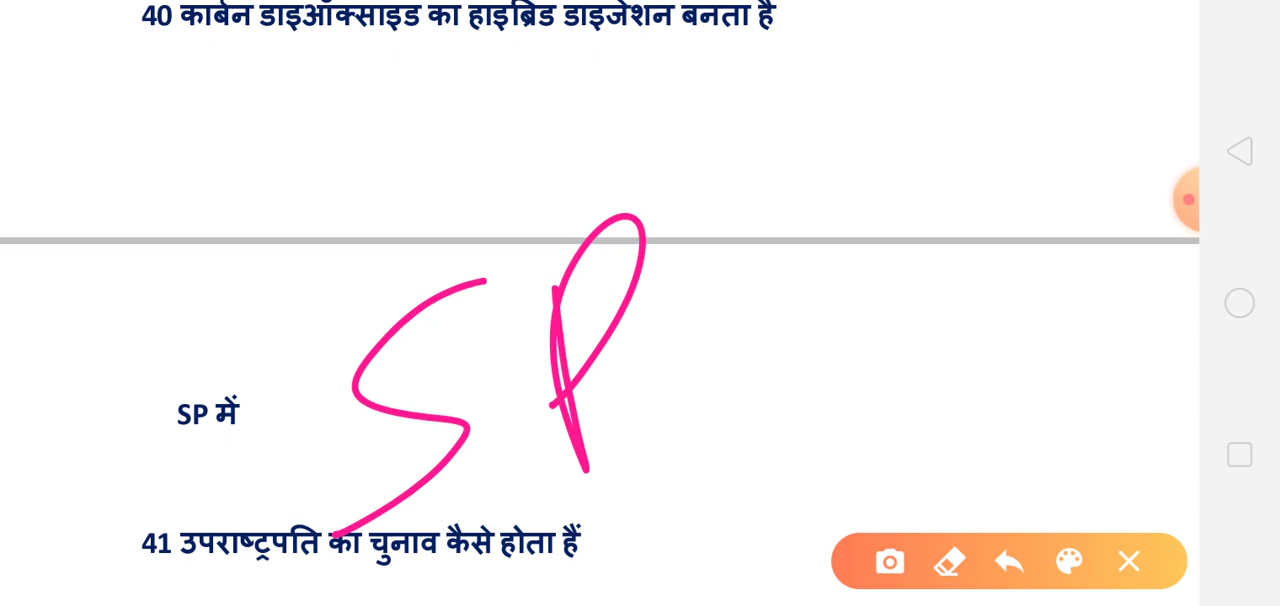 40 कार्बन डाइऑक्साइड का हाइब्रिड डाइजेशन बनता है
SP
SP में
41 उपराष्ट्रपति का चुनाव कैसे होता हैं